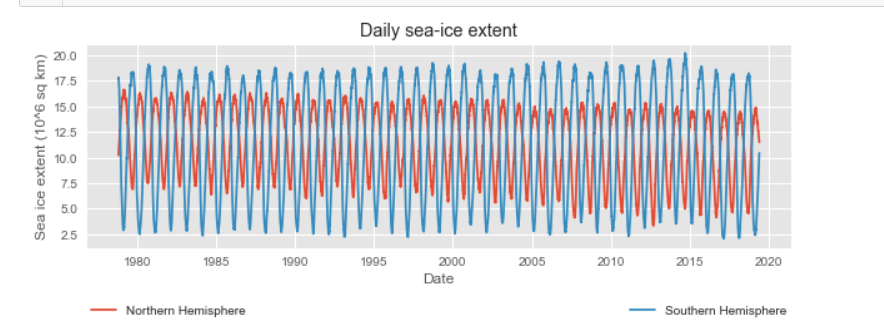 Daily sea-ice extent
Sea ice extent (10^6 sq km)
20.0
17.5
15.0
12.5
10.0
7.5
5.0
2.5
1980 1985 1990 1995 2000 2005 2010 2015 2020
Date
Northern Hemisphere Southern Hemisphere